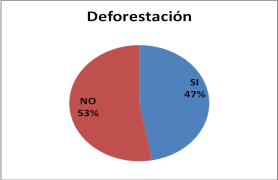 Deforestación
SI
47%
NO
53%